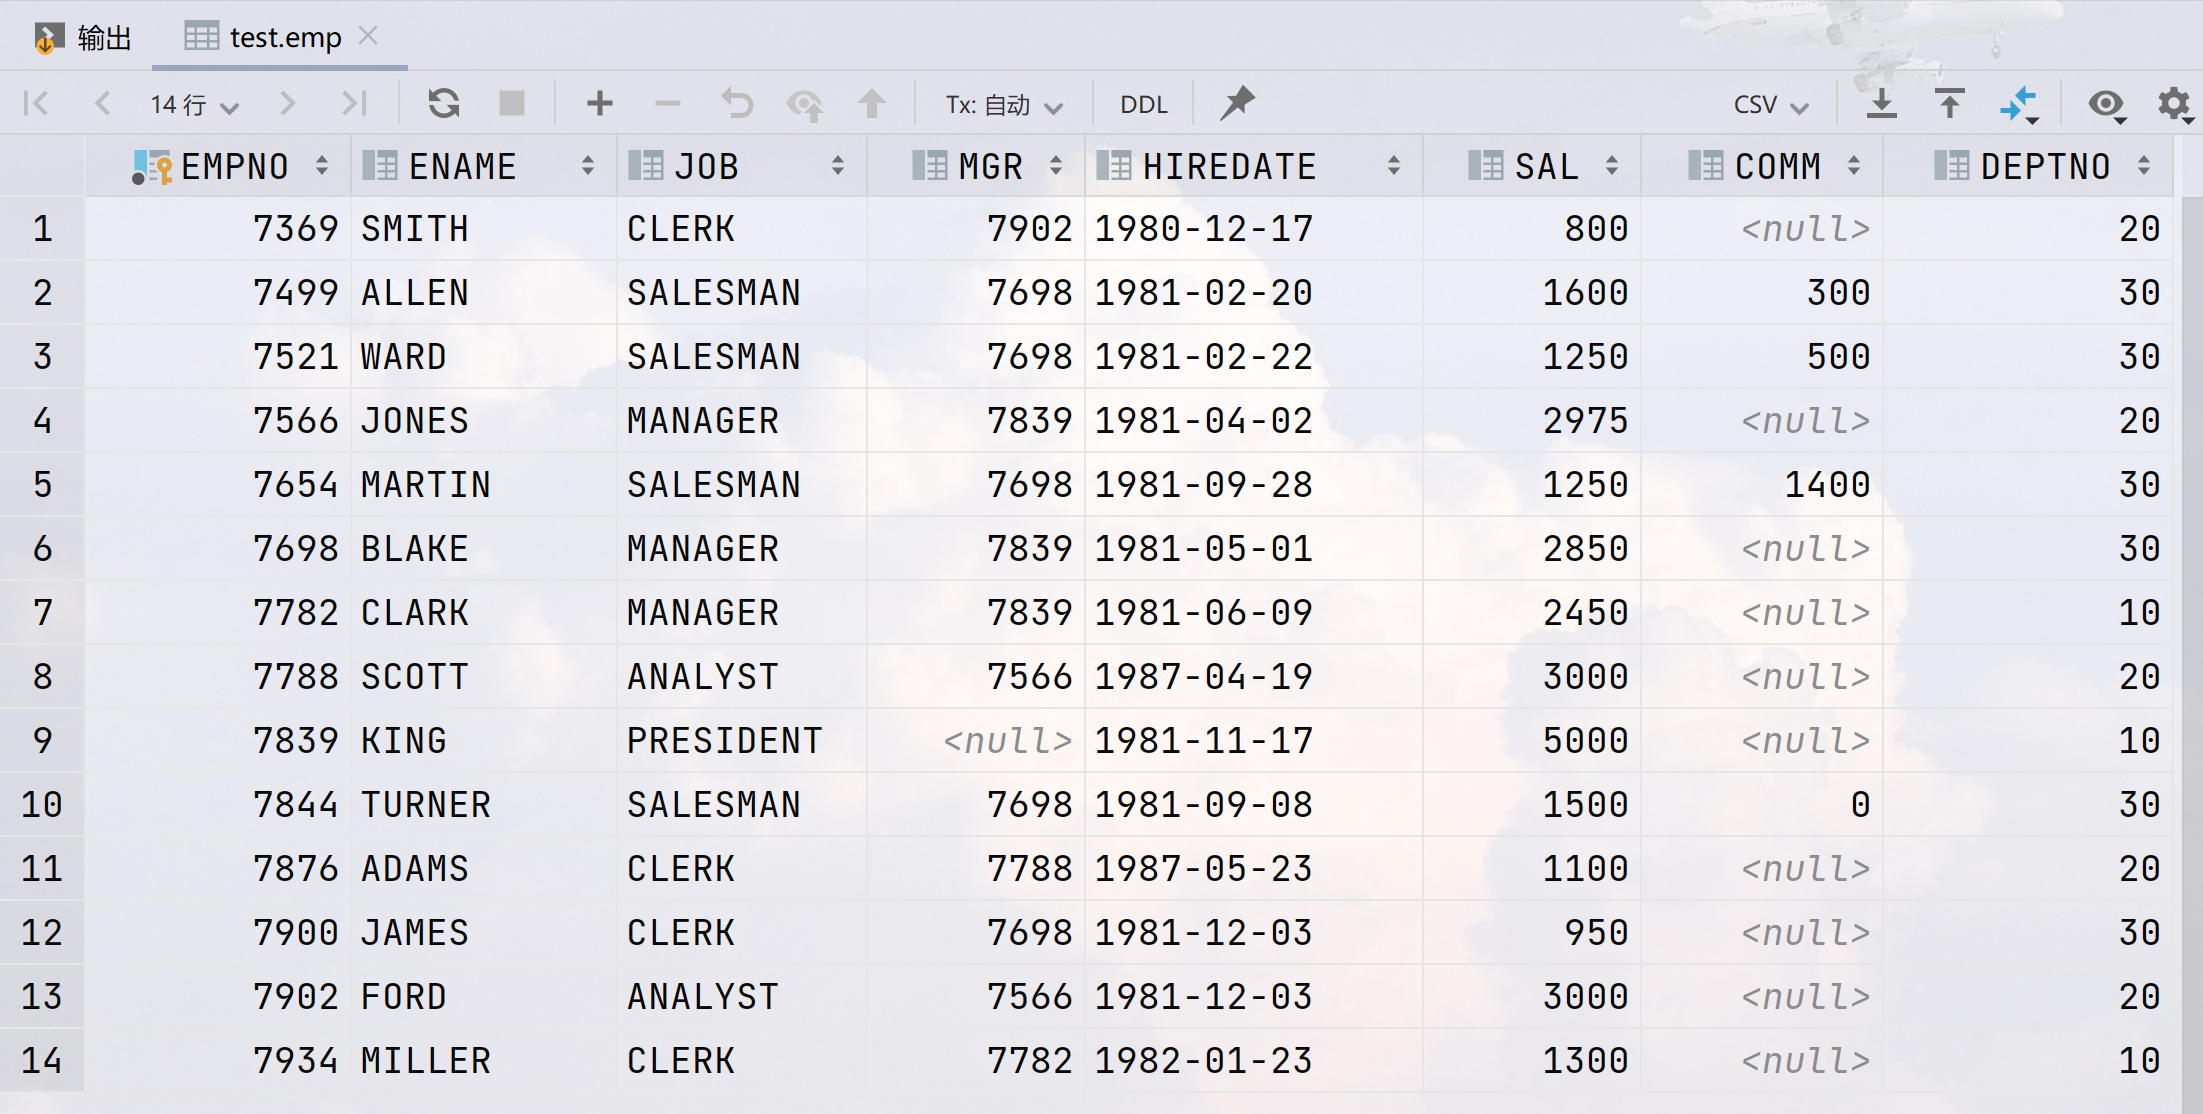 输出 test.emp
14 行 Tx: 自动 DDL CSV
EMPNO ENAME JOB MGR HIREDATE SAL COMM DEPTNO
1 7369 SMITH CLERK 7902 1980-12-17 800 <null> 20
2 7499 ALLEN SALESMAN 7698 1981-02-20 1600 300 30
3 7521 WARD SALESMAN 7698 1981-02-22 1250 500 30
4 7566 JONES MANAGER 7839 1981-04-02 2975 <null> 20
5 7654 MARTIN SALESMAN 7698 1981-09-28 1250 1400 30
6 7698 BLAKE MANAGER 7839 1981-05-01 2850 <null> 30
7 7782 CLARK MANAGER 7839 1981-06-09 2450 <null> 10
8 7788 SCOTT ANALYST 7566 1987-04-19 3000 <null> 20
9 7839 KING PRESIDENT <null> 1981-11-17 5000 <null> 10
10 7844 TURNER SALESMAN 7698 1981-09-08 1500 0 30
11 7876 ADAMS CLERK 7788 1987-05-23 1100 <null> 20
12 7900 JAMES CLERK 7698 1981-12-03 950 <null> 30
13 7902 FORD ANALYST 7566 1981-12-03 3000 <null> 20
14 7934 MILLER CLERK 7782 1982-01-23 1300 <null> 10